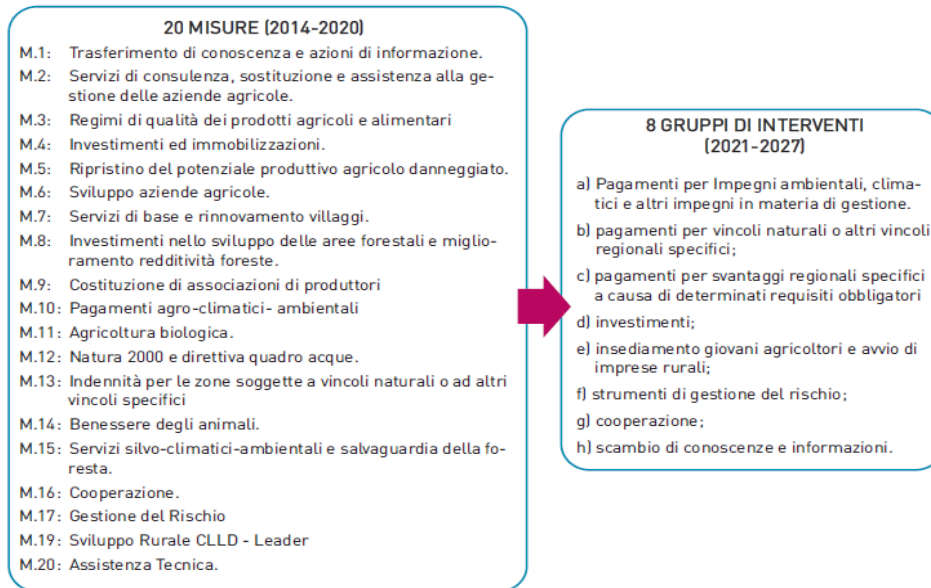 20 MISURE (2014-2020)
M.1: Trasferimento di conoscenza e azioni di informazione.
M.2: Servizi di consulenza, sostituzione e assistenza alla ge-
stione delle aziende agricole.
M.3: Regimi di qualità dei prodotti agricoli e alimentari
M.4: Investimenti ed immobilizzazioni.
M.5: Ripristino del potenziale produttivo agricolo danneggiato.
M.6: Sviluppo aziende agricole.
M.7: Servizi di base e rinnovamento villaggi.
M.8: Investimenti nello sviluppo delle aree forestali e miglio-
ramento redditività foreste.
M.9: Costituzione di associazioni di produttori
M.10: Pagamenti agro-climatici- ambientali
M.11: Agricoltura biologica.
M.12: Natura 2000 e direttiva quadro acque.
M.13: Indennità per le zone soggette a vincoli naturali o ad altri
vincoli specifici
M.14: Benessere degli animali.
M.15: Servizi silvo-climatici-ambientali e salvaguardia della fo-
resta.
M.16: Cooperazione.
M.17: Gestione del Rischio
M.19: Sviluppo Rurale CLLD - Leader
M.20: Assistenza Tecnica.
8 GRUPPI DI INTERVENTI
(2021-2027)
a) Pagamenti per Impegni ambientali, clima-
tici e altri impegni in materia di gestione.
b) pagamenti per vincoli naturali o altri vincoli
regionali specifici;
c) pagamenti per svantaggi regionali specifici
a causa di determinati requisiti obbligatori
d) investimenti;
e) insediamento giovani agricoltori e avvio di
imprese rurali;
f) strumenti di gestione del rischio;
g) cooperazione;
h) scambio di conoscenze e informazioni.